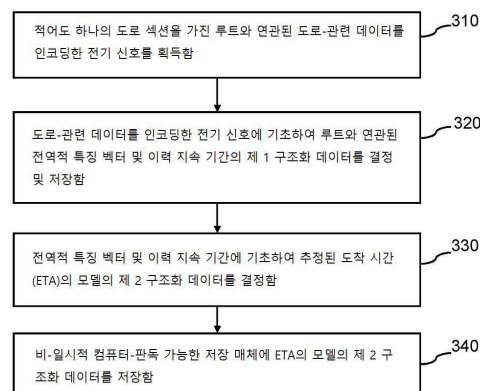 적어도 하나의 도로 섹션을 가진 루트와 연관된 도로-관련 데이터를
인코딩한 전기 신호를 획득함
310
도로-관련 데이터를 인코딩한 전기 신호에 기초하여 루트와 연관된
전역적 특징 벡터 및 이력 지속 기간의 제 1 구조화 데이터를 결정
및 저장함
320
전역적 특징 벡터 및 이력 지속 기간에 기초하여 추정된 도착 시간
(ETA)의 모델의 제 2 구조화 데이터를 결정함
330
비-일시적 컴퓨터-판독 가능한 저장 매체에 ETA의 모델의 제 2 구
조화 데이터를 저장함
340